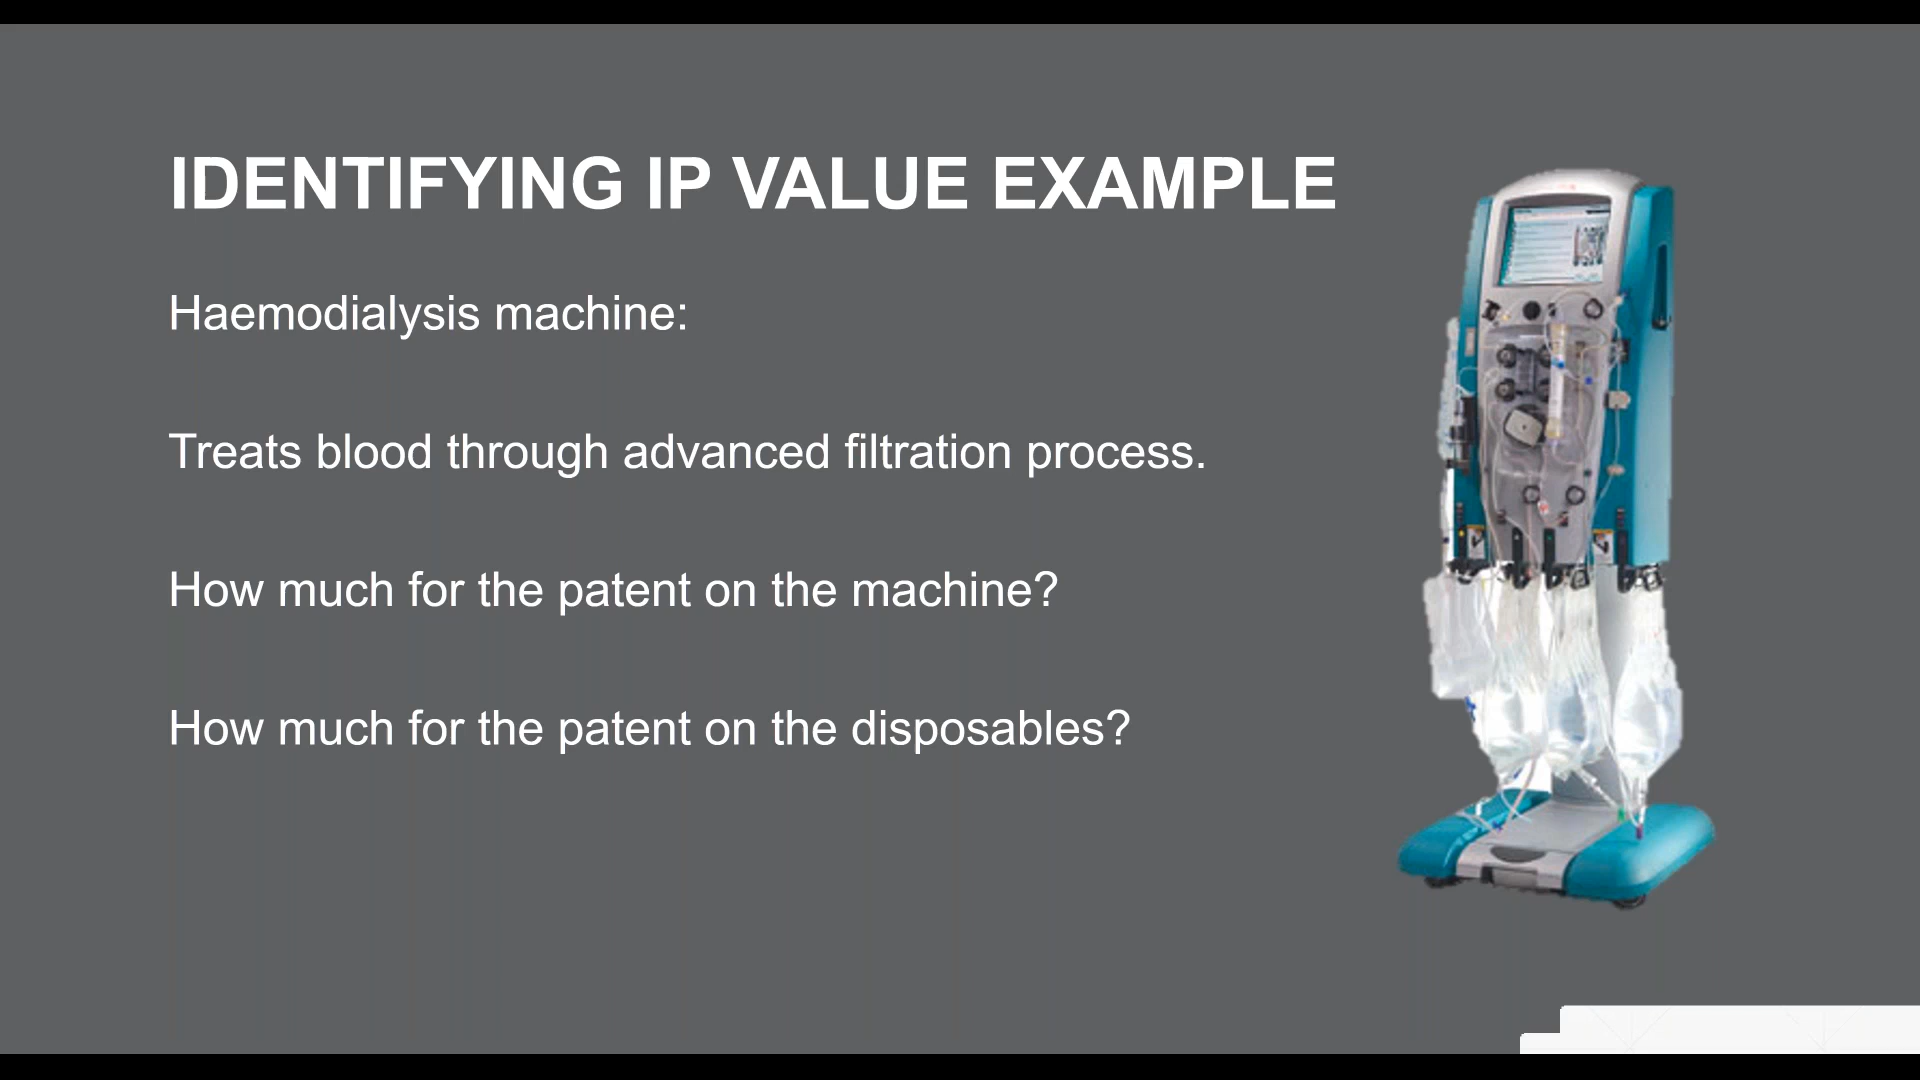 IDENTIFYING IP VALUE EXAMPLE
Haemodialysis machine:
Treats blood through advanced filtration process.
How much for the patent on the machine?
How much for the patent on the disposables?